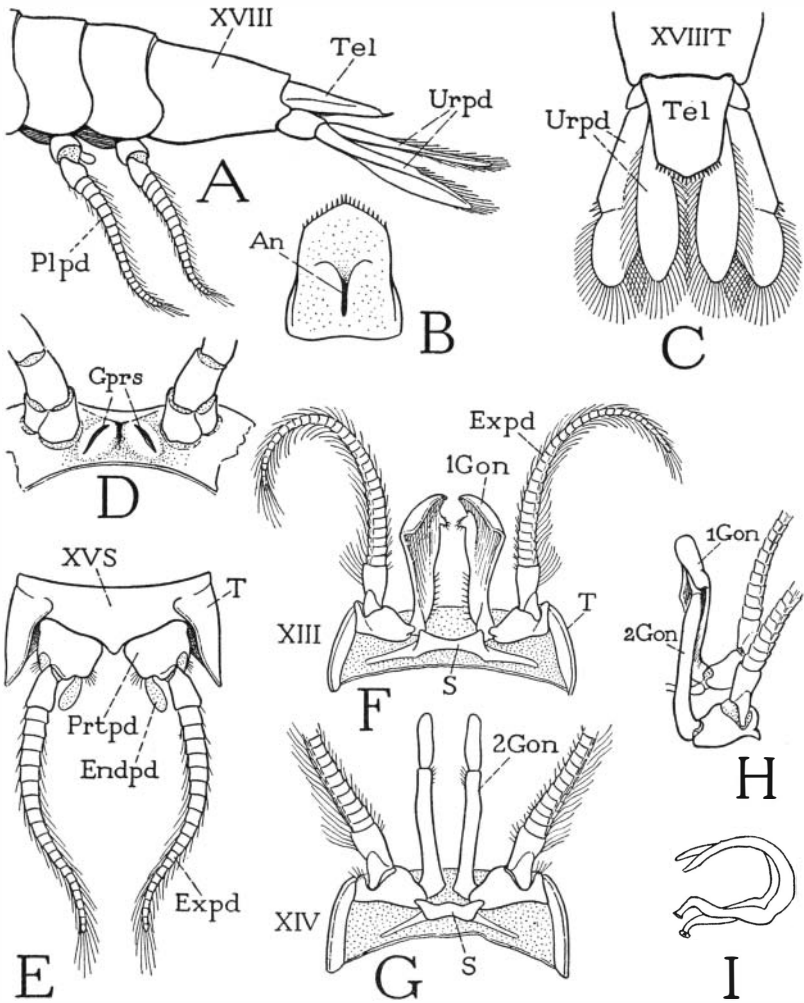 XVIII
Tel
Urpd
A
Plpd
An
B
XVIIIT
Urpd
Tel
C
Gprs
D
XVS
T
Prtpd
Endpd
Expd
E
Expd
1Gon
XIII
T
S
F
2Gon
XIV
S
G
1Gon
2Gon
H
I